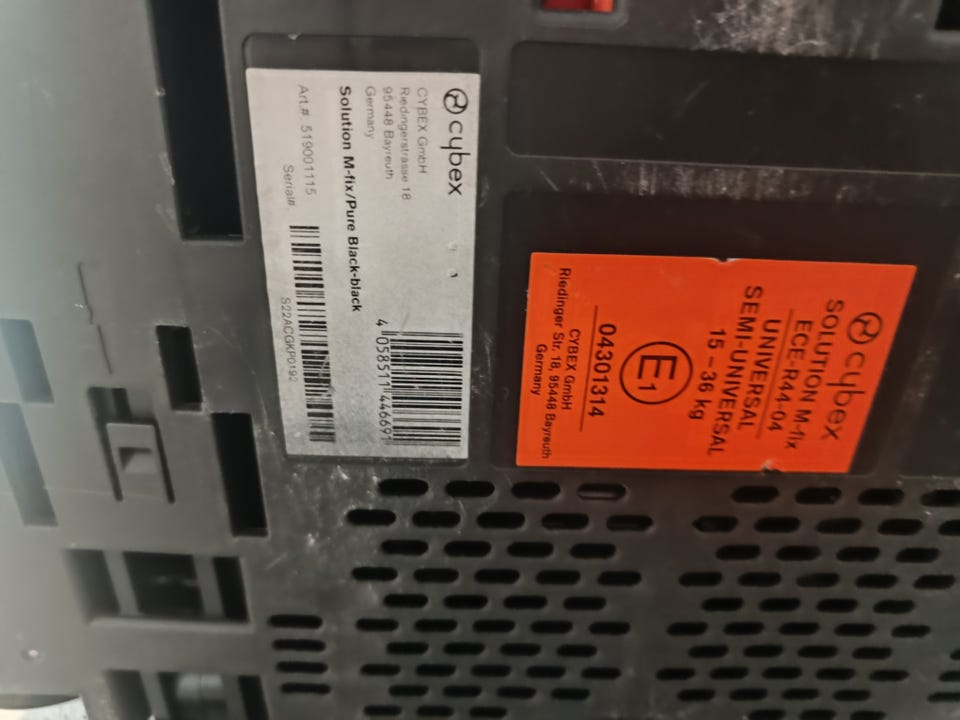 cybex
CYBEX GmbH
Riedingerstrasse 18
95448 Bayreuth
Germany
Solution M-fix/Pure Black-black
Art.#: 519001115
Serial#:
4 058511 446691
S22ACGKP0192
cybex
SOLUTION M-fix
ECE-R44-04
UNIVERSAL
SEMI-UNIVERSAL
15 – 36 kg
E1
04301314
CYBEX GmbH
Riedinger Str. 18, 95448 Bayreuth
Germany